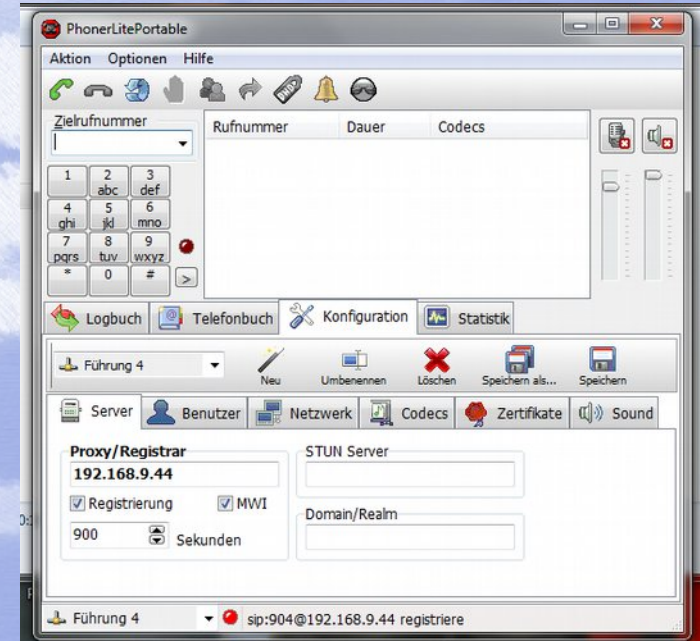 PhonerLitePortable
Aktion Optionen Hilfe
Zielrufnummer
Rufnummer Dauer Codecs
1 2 abc 3 def
4 ghi 5 jkl 6 mno
7 pqrs 8 tuv 9 wxyz
* 0 # >
Logbuch Telefonbuch Konfiguration Statistik
Führung 4
Neu Umbenennen Löschen Speichern als... Speichern
Server Benutzer Netzwerk Codecs Zertifikate Sound
Proxy/Registrar STUN Server
192.168.9.44
Registrierung MWI
Domain/Realm
900 Sekunden
Führung 4 sip:904@192.168.9.44 registriere